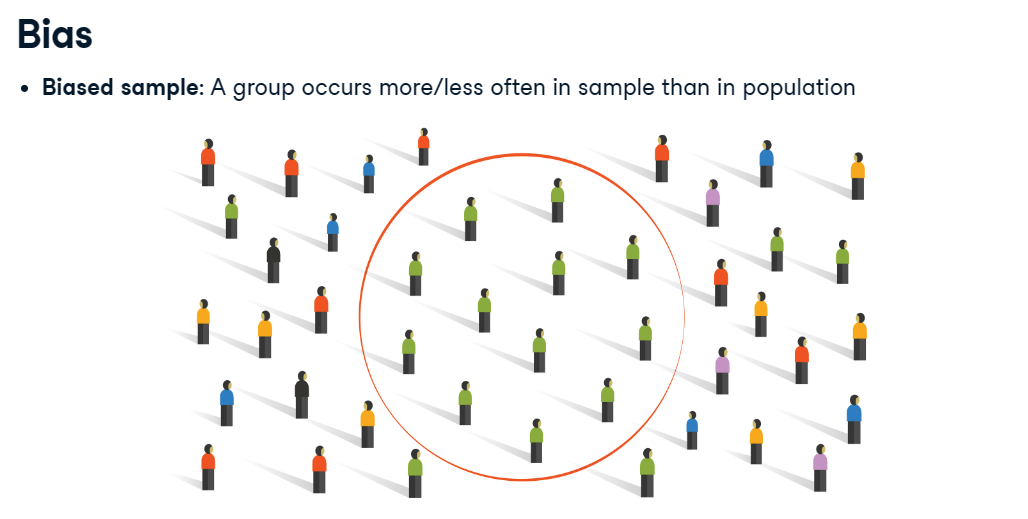 Bias
• Biased sample: A group occurs more/less often in sample than in population